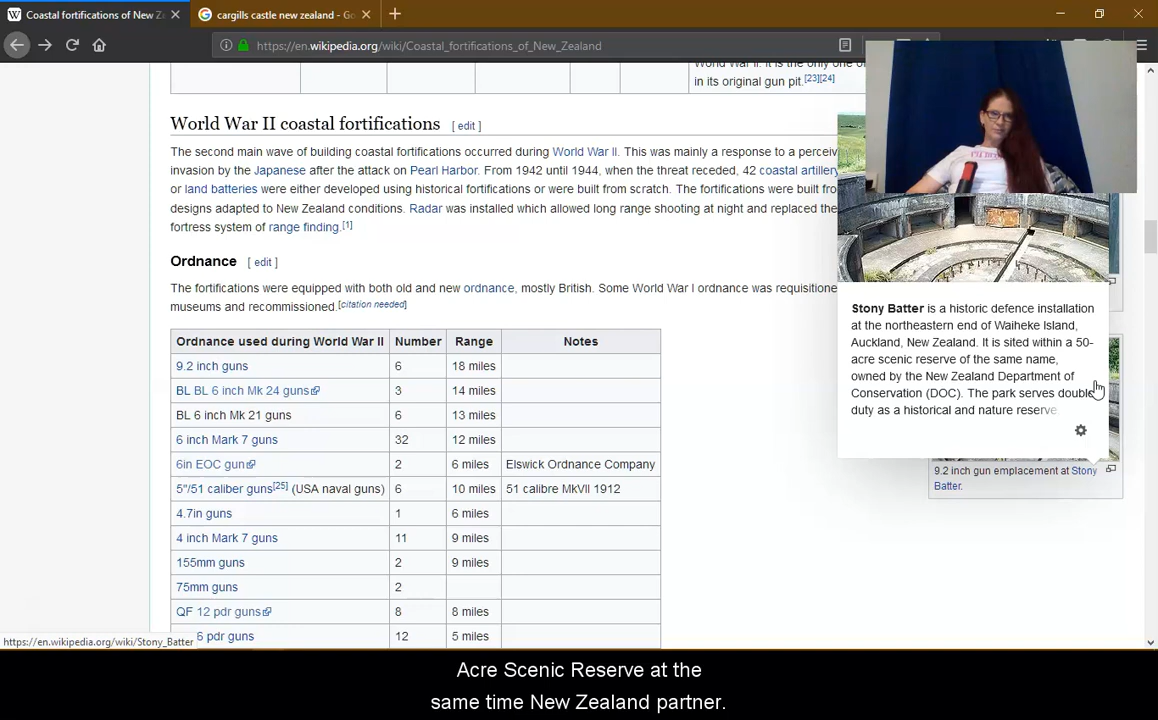 Coastal fortifications of New Z
cargills castle new zealand - Go
https://en.wikipedia.org/wiki/Coastal_fortifications_of_New_Zealand
World War II. It is the only one o
in its original gun pit.[23][24]
World War II coastal fortifications [ edit ]
The second main wave of building coastal fortifications occurred during World War II. This was mainly a response to a perceiv
invasion by the Japanese after the attack on Pearl Harbor. From 1942 until 1944, when the threat receded, 42 coastal artillery
or land batteries were either developed using historical fortifications or were built from scratch. The fortifications were built fro
designs adapted to New Zealand conditions. Radar was installed which allowed long range shooting at night and replaced the
fortress system of range finding.[1]
Ordnance [ edit ]
The fortifications were equipped with both old and new ordnance, mostly British. Some World War I ordnance was requisitione
museums and recommissioned.[citation needed]
Ordnance used during World War II Number Range Notes
9.2 inch guns 6 18 miles
BL BL 6 inch Mk 24 guns 3 14 miles
BL 6 inch Mk 21 guns 6 13 miles
6 inch Mark 7 guns 32 12 miles
6in EOC gun 2 6 miles Elswick Ordnance Company
5"/51 caliber guns[25] (USA naval guns) 6 10 miles 51 calibre MkVII 1912
4.7in guns 1 6 miles
4 inch Mark 7 guns 11 9 miles
155mm guns 2 9 miles
75mm guns 2
QF 12 pdr guns 8 8 miles
6 pdr guns 12 5 miles
Stony Batter is a historic defence installation
at the northeastern end of Waiheke Island,
Auckland, New Zealand. It is sited within a 50-
acre scenic reserve of the same name,
owned by the New Zealand Department of
Conservation (DOC). The park serves double
duty as a historical and nature reserve
9.2 inch gun emplacement at Stony
Batter.
https://en.wikipedia.org/wiki/Stony_Batter
Acre Scenic Reserve at the
same time New Zealand partner.